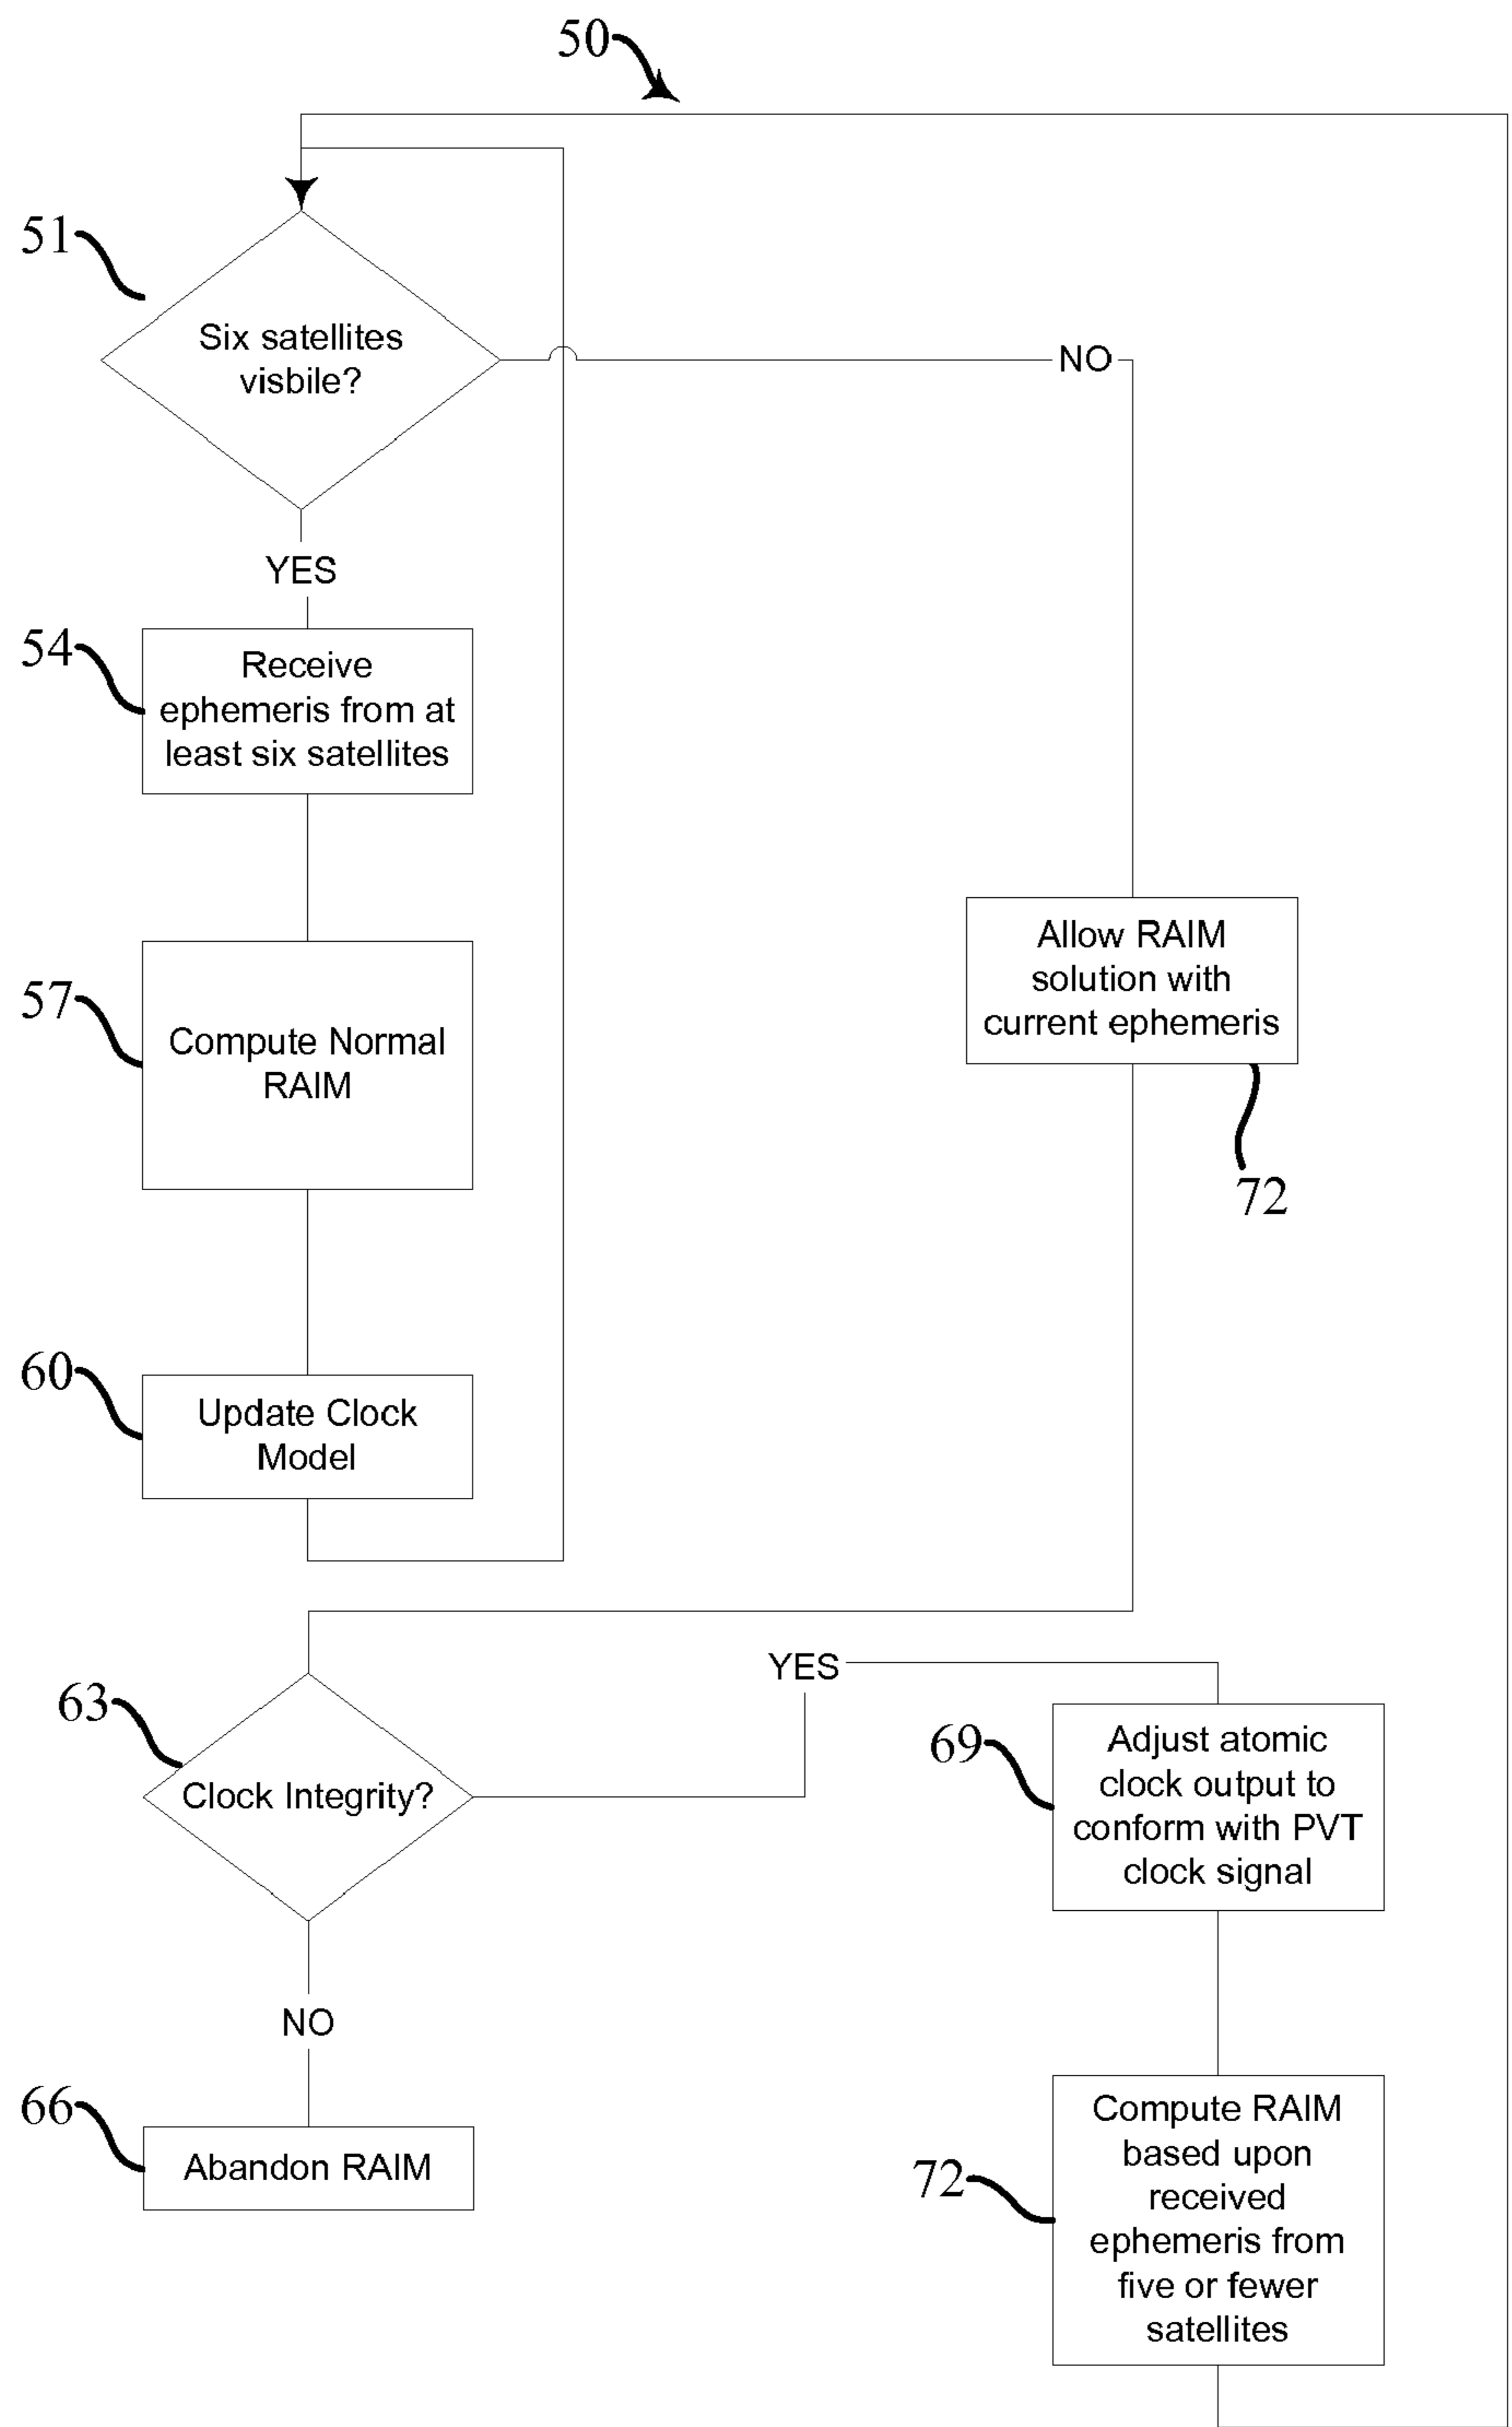 50
51
Six satellites
visbile?
NO
YES
54
Receive
ephemeris from at
least six satellites
57
Compute Normal
RAIM
Allow RAIM
solution with
current ephemeris
72
60
Update Clock
Model
63
Clock Integrity?
YES
69
Adjust atomic
clock output to
conform with PVT
clock signal
NO
66
Abandon RAIM
72
Compute RAIM
based upon
received
ephemeris from
five or fewer
satellites